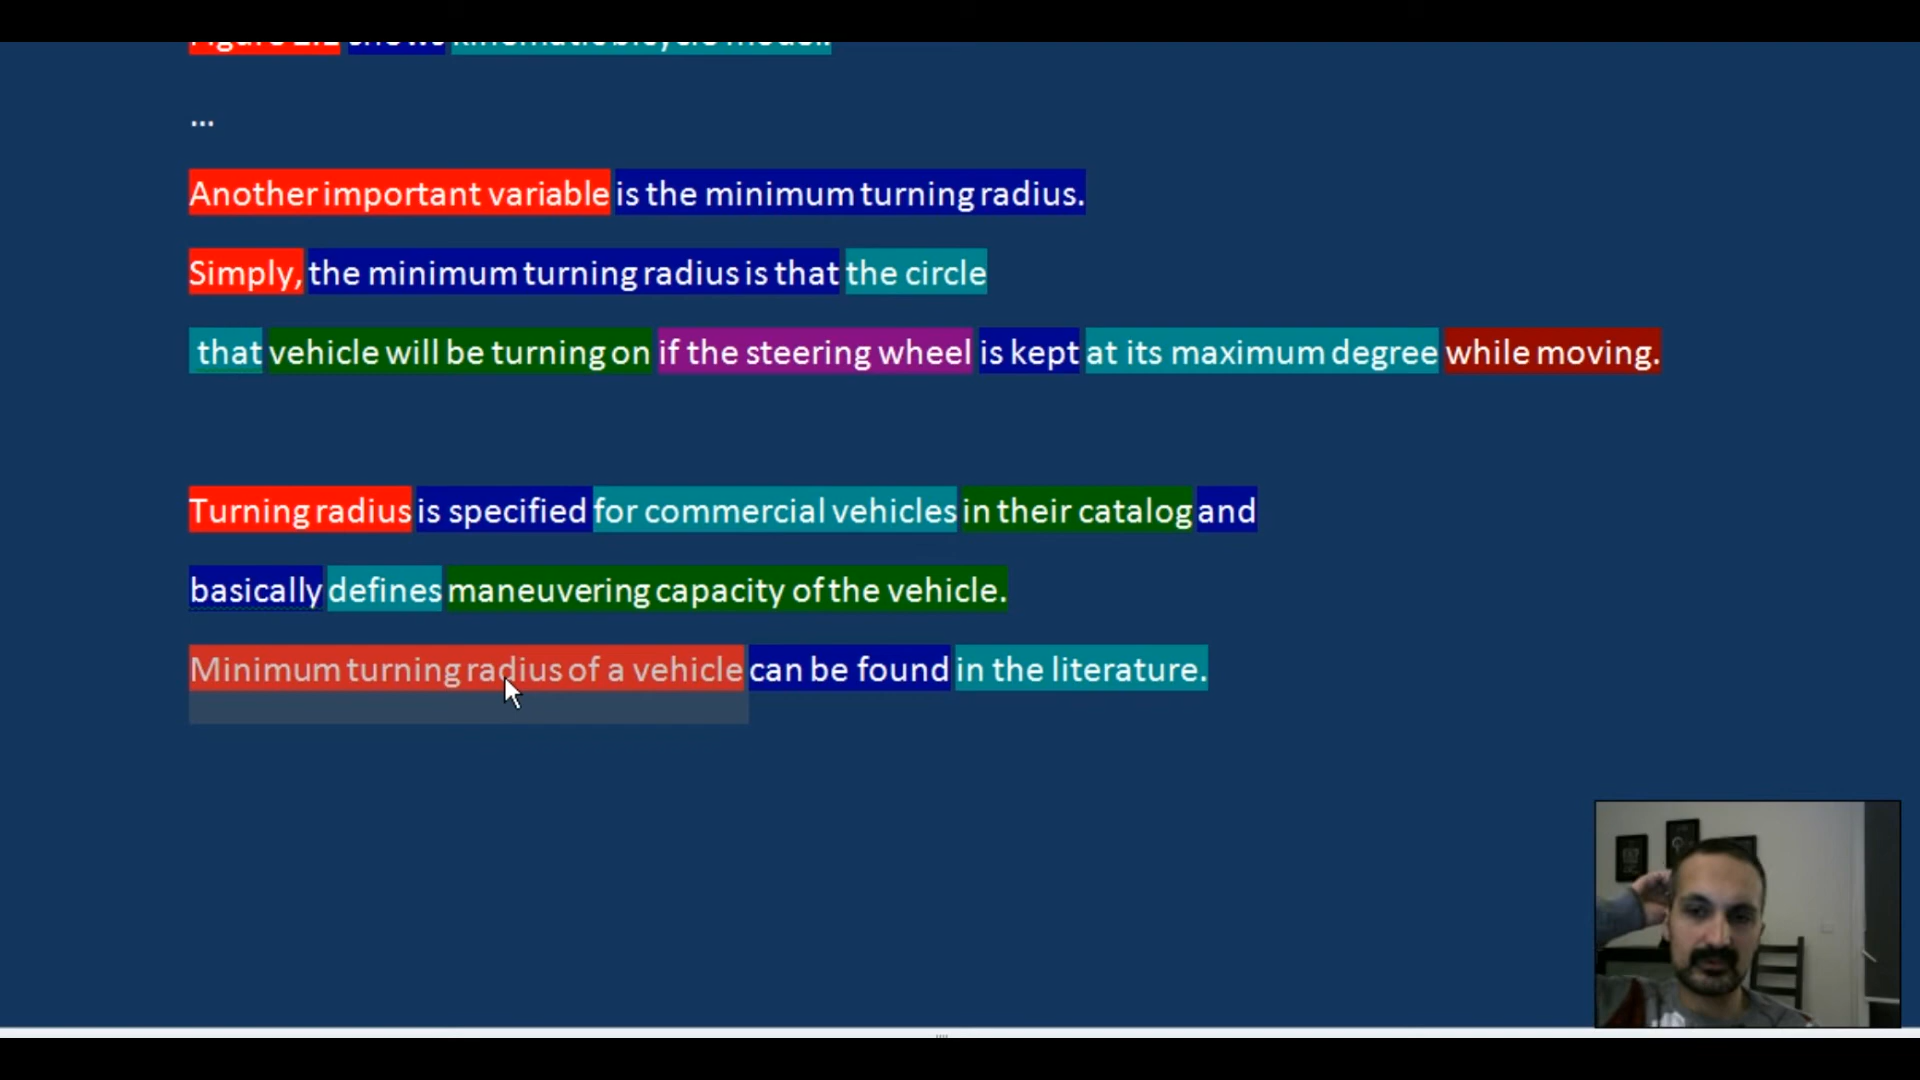 ...
Another important variable is the minimum turning radius.
Simply, the minimum turning radius is that the circle
that vehicle will be turning on if the steering wheel is kept at its maximum degree while moving.
Turning radius is specified for commercial vehicles in their catalog and
basically defines maneuvering capacity of the vehicle.
Minimum turning radius of a vehicle can be found in the literature.